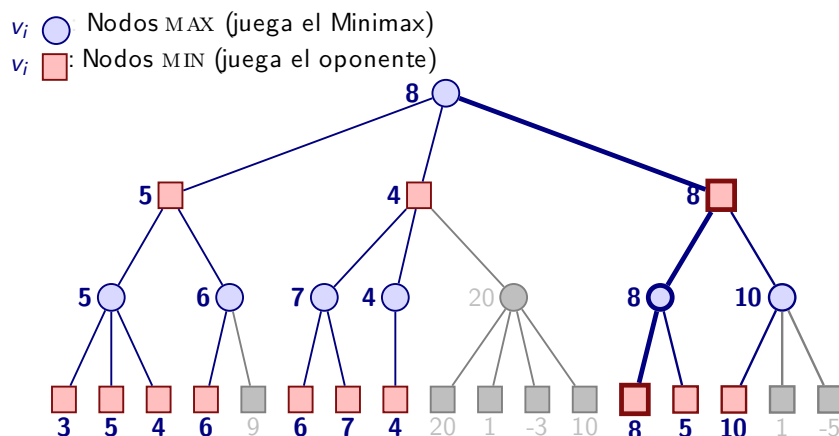 v_i : Nodos MAX (juega el Minimax)
v_i : Nodos MIN (juega el oponente)
8
5 4 8
5 6 7 4 20 8 10
3 5 4 6 9 6 7 4 20 1 -3 10 8 5 10 1 -5